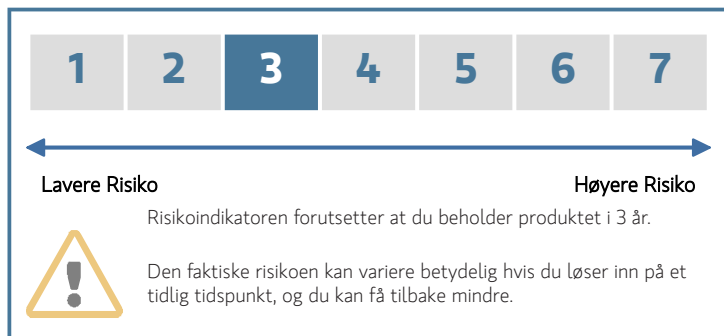 1 2 3 4 5 6 7
Lavere Risiko Høyere Risiko
Risikoindikatoren forutsetter at du beholder produktet i 3 år.
Den faktiske risikoen kan variere betydelig hvis du løser inn på et
tidlig tidspunkt, og du kan få tilbake mindre.